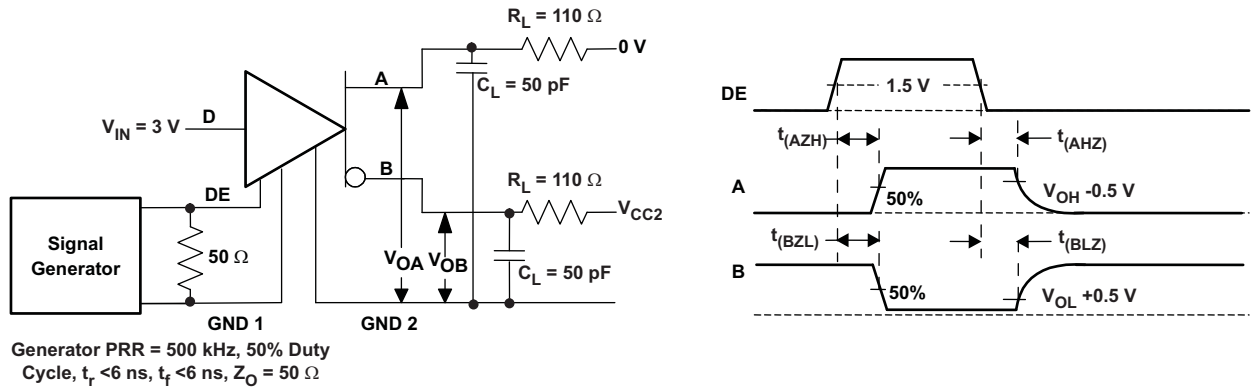 R_L = 110 Ω
0 V
A
C_L = 50 pF
V_IN = 3 V
D
B
R_L = 110 Ω
V_CC2
DE
Signal
Generator
50 Ω
V_OA
V_OB
C_L = 50 pF
GND 1
GND 2
Generator PRR = 500 kHz, 50% Duty
Cycle, t_r <6 ns, t_f <6 ns, Z_O = 50 Ω
DE
1.5 V
t_(AZH)
t_(AHZ)
A
50%
V_OH -0.5 V
t_(BZL)
t_(BLZ)
B
50%
V_OL +0.5 V